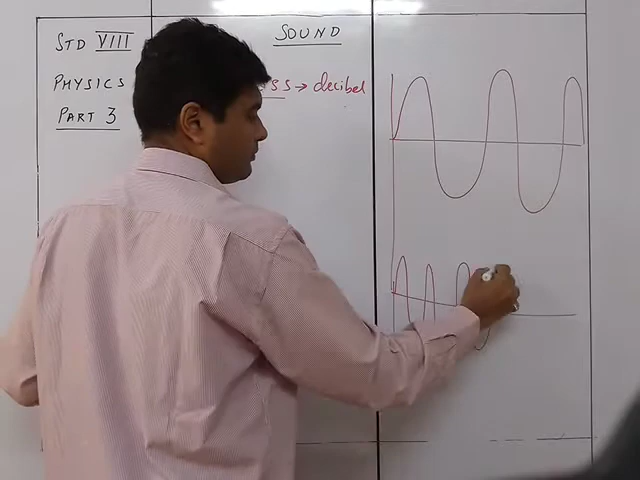 STD VIII
PHYSICS
PART 3
SOUND
→ decibel